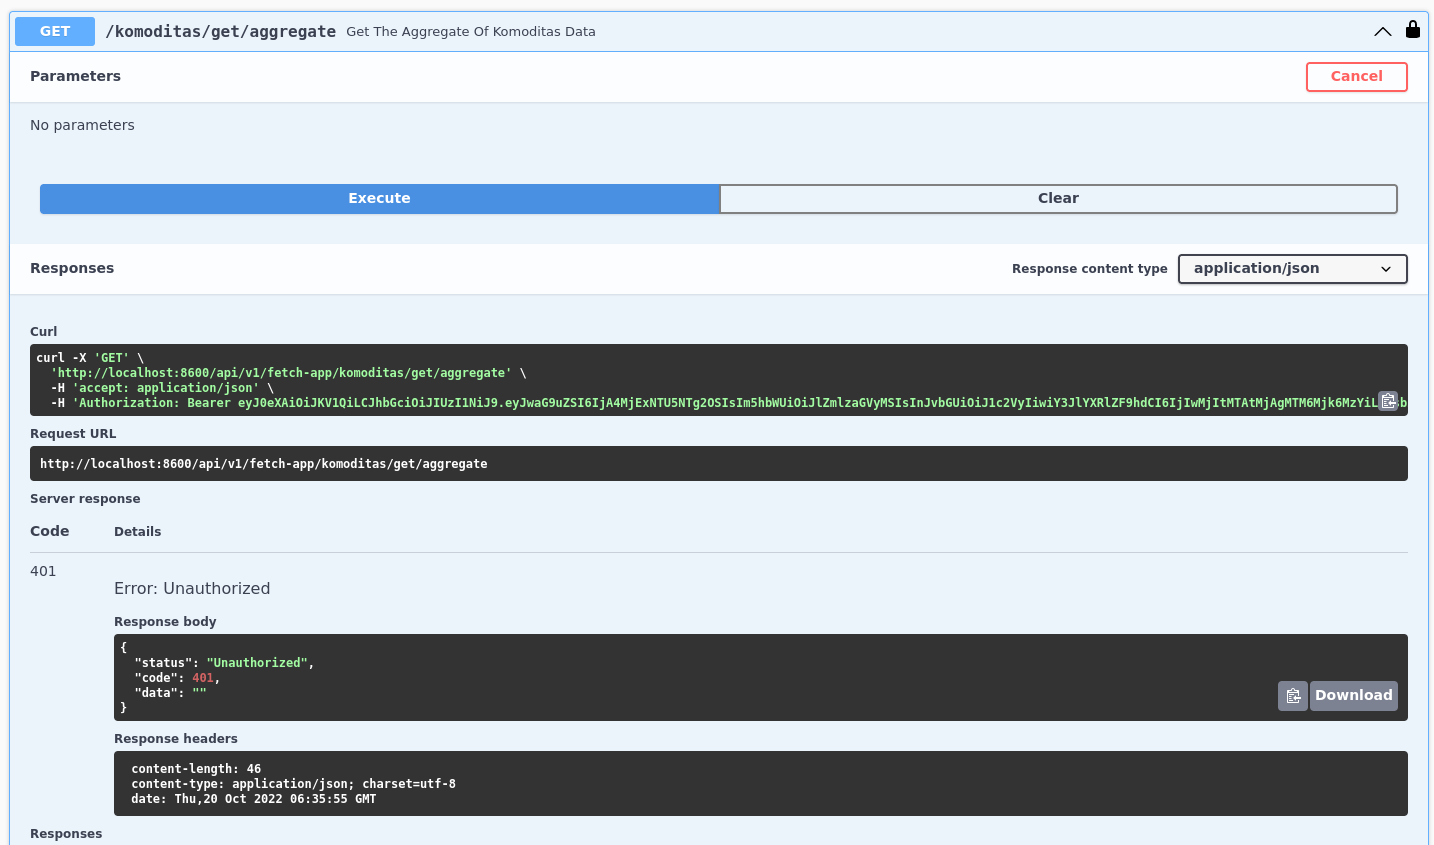 GET /komoditas/get/aggregate Get The Aggregate Of Komoditas Data
Parameters Cancel
No parameters
Execute Clear
Responses Response content type application/json
Curl
curl -X 'GET' \
'http://localhost:8600/api/v1/fetch-app/komoditas/get/aggregate' \
-H 'accept: application/json' \
-H 'Authorization: Bearer
Request URL
http://localhost:8600/api/v1/fetch-app/komoditas/get/aggregate
Server response
Code Details
401
Error: Unauthorized
Response body
{
"status": "Unauthorized",
"code": 401,
"data": ""
}
Download
Response headers
content-length: 46
content-type: application/json; charset=utf-8
date: Thu,20 Oct 2022 06:35:55 GMT
Responses